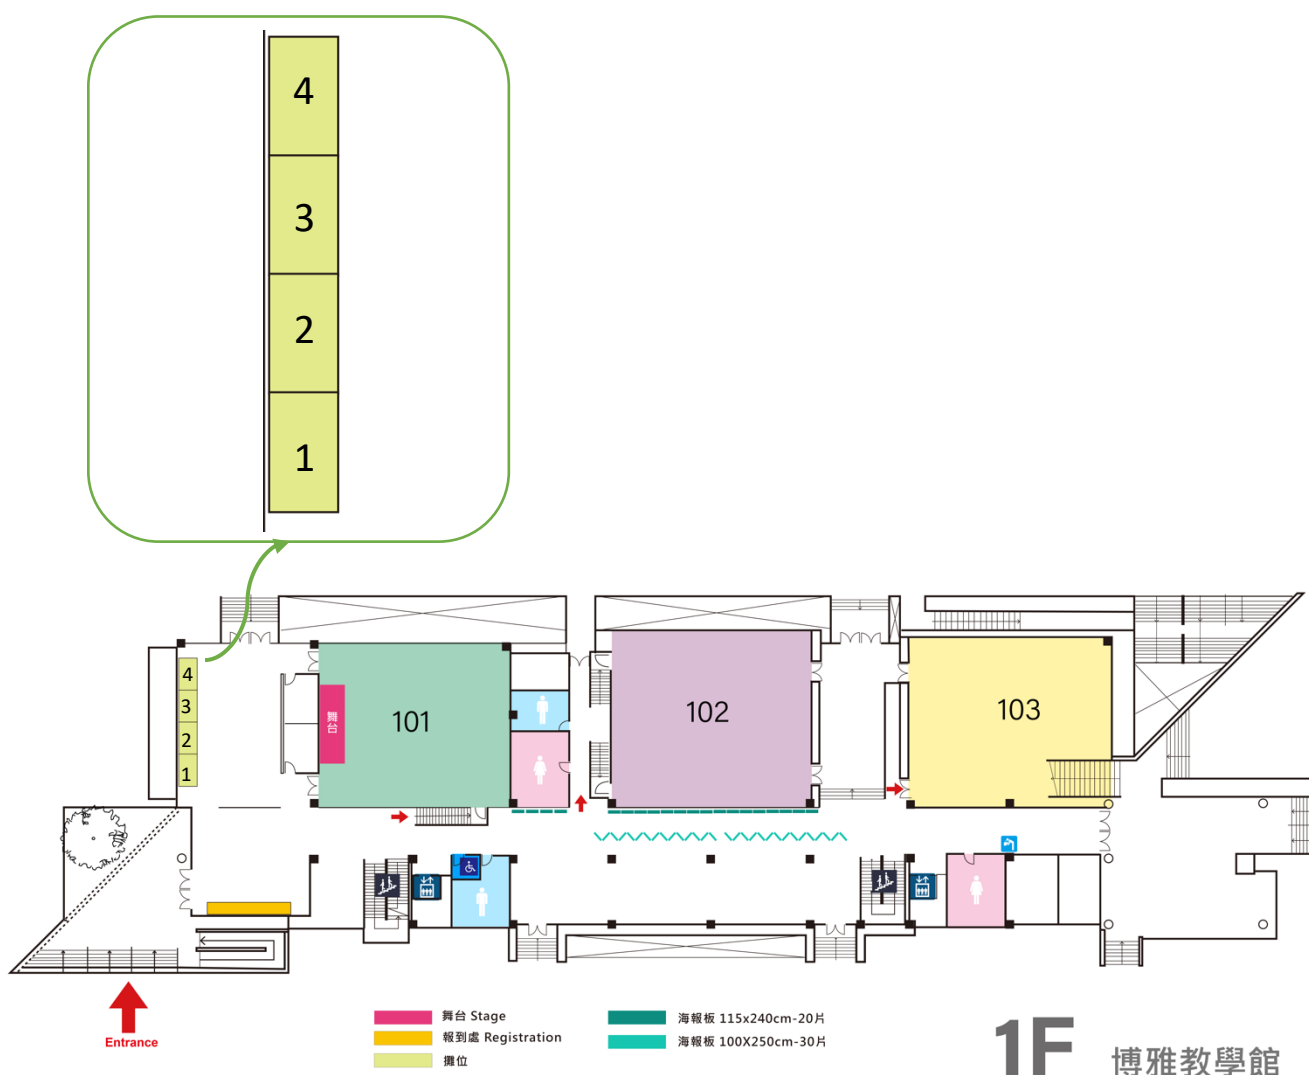 4
3
2
1
4
3
2
1
舞台
101
102
103
Entrance
舞台 Stage
報到處 Registration
攤位
海報板 115x240cm-20片
海報板 100X250cm-30片
1F
博雅教學館